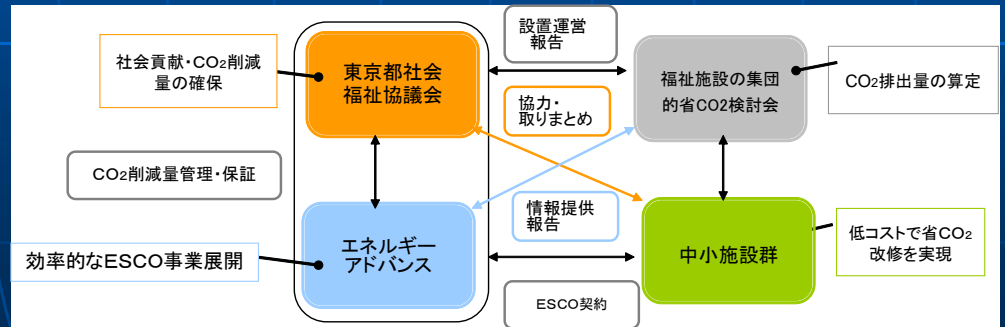 設置運営
報告
社会貢献・CO₂削減
量の確保
東京都社会
福祉協議会
福祉施設の集団
的省CO2検討会
CO₂排出量の算定
協力・
取りまとめ
CO₂削減量管理・保証
情報提供
報告
エネルギー
アドバンス
中小施設群
低コストで省CO₂
改修を実現
効率的なESCO事業展開
ESCO契約